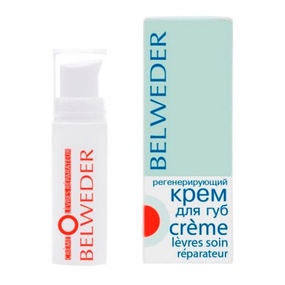 CRÈME
LÈVRES RÉPARATEUR
BELWEDER
BELWEDER
регенерирующий
крем
для губ
crème
lèvres soin
réparateur